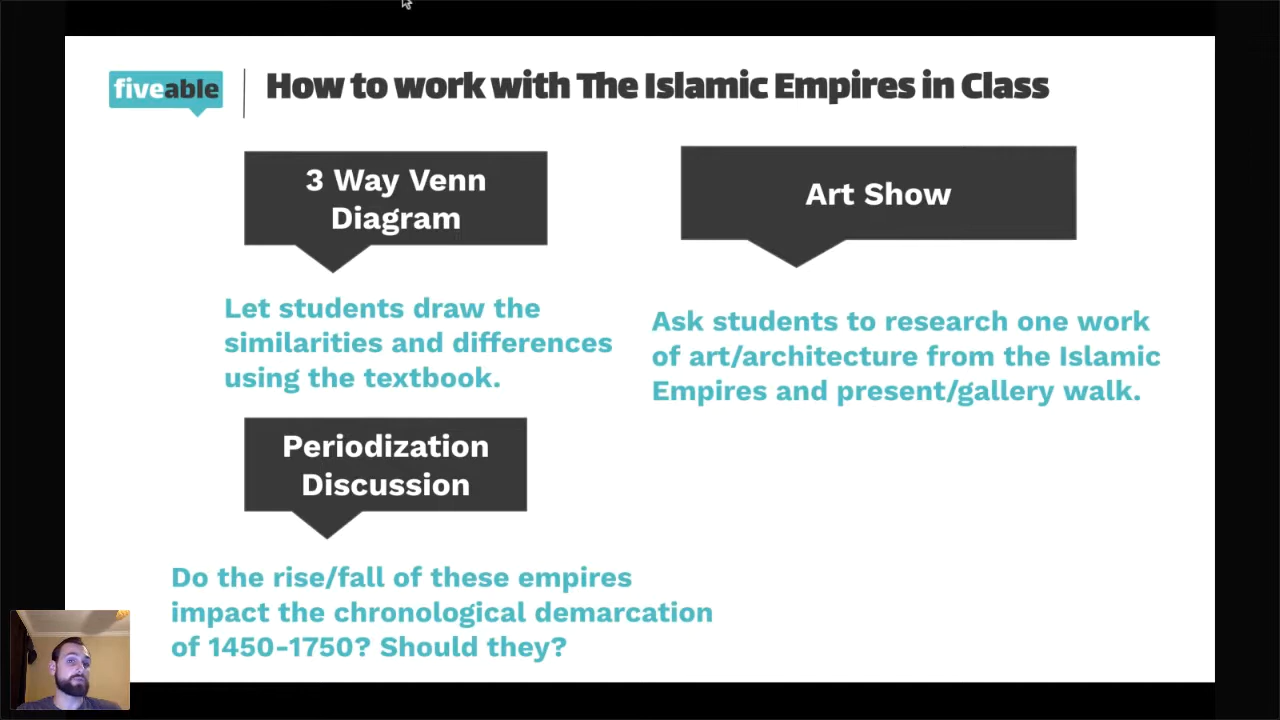 fiveable
How to work with The Islamic Empires in Class
3 Way Venn
Diagram
Let students draw the
similarities and differences
using the textbook.
Art Show
Ask students to research one work
of art/architecture from the Islamic
Empires and present/gallery walk.
Periodization
Discussion
Do the rise/fall of these empires
impact the chronological demarcation
of 1450-1750? Should they?